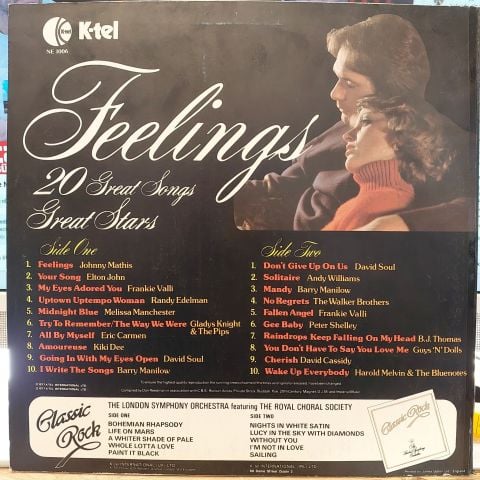 K-tel
K-tel
NE 1006
Feelings
20 Great Songs
Great Stars
Side One
1. Feelings Johnny Mathis
2. Your Song Elton John
3. My Eyes Adored You Frankie Valli
4. Uptown Uptempo Woman Randy Edelman
5. Midnight Blue Melissa Manchester
6. Try To Remember/The Way We Were Gladys Knight & The Pips
7. All By Myself Eric Carmen
8. Amoureuse Kiki Dee
9. Going In With My Eyes Open David Soul
10. I Write The Songs Barry Manilow
Side Two
1. Don't Give Up On Us David Soul
2. Solitaire Andy Williams
3. Mandy Barry Manilow
4. No Regrets The Walker Brothers
5. Fallen Angel Frankie Valli
6. Gee Baby Peter Shelley
7. Raindrops Keep Falling On My Head B.J. Thomas
8. You Don't Have To Say You Love Me Guys 'N' Dolls
9. Cherish David Cassidy
10. Wake Up Everybody Harold Melvin & The Bluenotes
Classic Rock
THE LONDON SYMPHONY ORCHESTRA featuring THE ROYAL CHORAL SOCIETY
SIDE ONE
BOHEMIAN RHAPSODY
LIFE ON MARS
A WHITER SHADE OF PALE
WHOLE LOTTA LOVE
PAINT IT BLACK
SIDE TWO
NIGHTS IN WHITE SATIN
LUCY IN THE SKY WITH DIAMONDS
WITHOUT YOU
I'M NOT IN LOVE
SAILING
Classic Rock